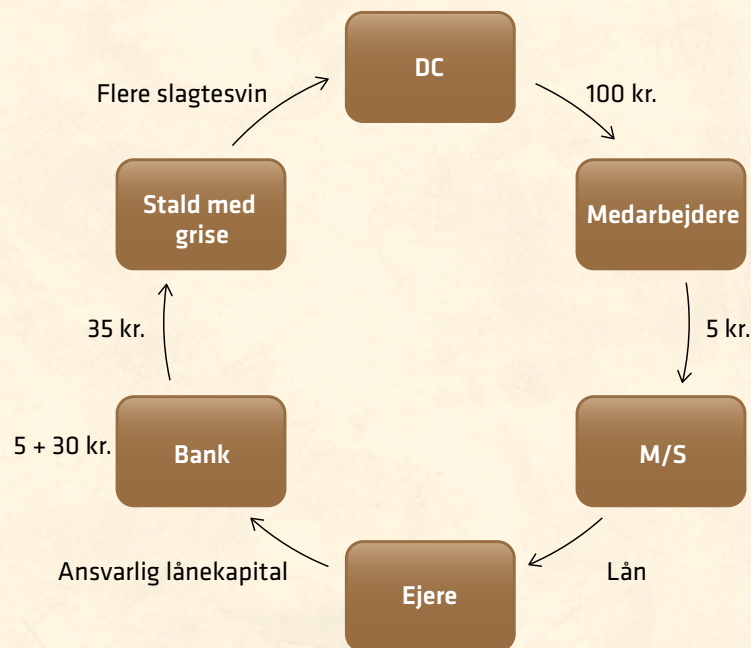 DC
Flere slagtesvin
100 kr.
Stald med
grise
Medarbejdere
35 kr.
5 kr.
5 + 30 kr.
Bank
M/S
Ansvarlig lånekapital
Ejere
Lån